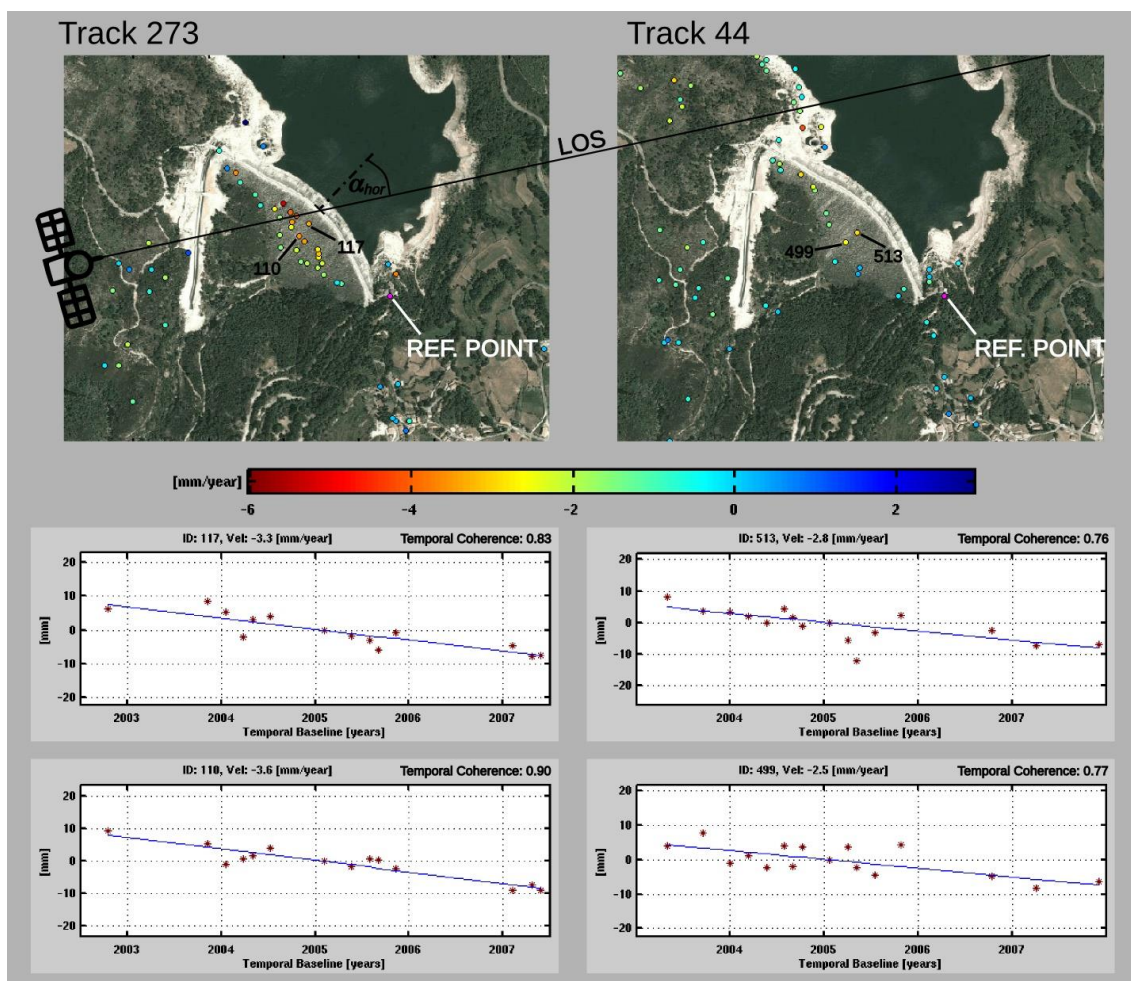 Track 273
Track 44
LOS
αhor
117
110
REF. POINT
499
513
REF. POINT
[mm/year]
-6 -4 -2 0 2
ID: 117, Vel: -3.3 [mm/year] Temporal Coherence: 0.83
20
10
0
-10
-20
[mm]
2003 2004 2005 2006 2007
Temporal Baseline [years]
ID: 513, Vel: -2.8 [mm/year] Temporal Coherence: 0.76
20
10
0
-10
-20
[mm]
2004 2005 2006 2007
Temporal Baseline [years]
ID: 110, Vel: -3.6 [mm/year] Temporal Coherence: 0.90
20
10
0
-10
-20
[mm]
2003 2004 2005 2006 2007
Temporal Baseline [years]
ID: 499, Vel: -2.5 [mm/year] Temporal Coherence: 0.77
20
10
0
-10
-20
[mm]
2004 2005 2006 2007
Temporal Baseline [years]